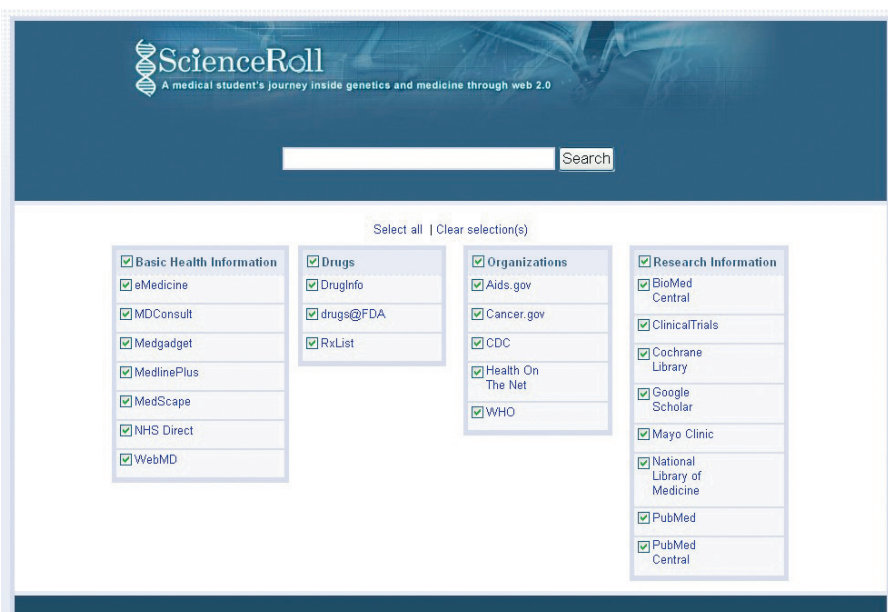 ScienceRoll
A medical student's journey inside genetics and medicine through web 2.0
Search
Select all | Clear selection(s)
Basic Health Information
eMedicine
MDConsult
Medgadget
MedlinePlus
MedScape
NHS Direct
WebMD
Drugs
DrugInfo
drugs@FDA
RxList
Organizations
Aids.gov
Cancer.gov
CDC
Health On
The Net
WHO
Research Information
BioMed
Central
ClinicalTrials
Cochrane
Library
Google
Scholar
Mayo Clinic
National
Library of
Medicine
PubMed
PubMed
Central